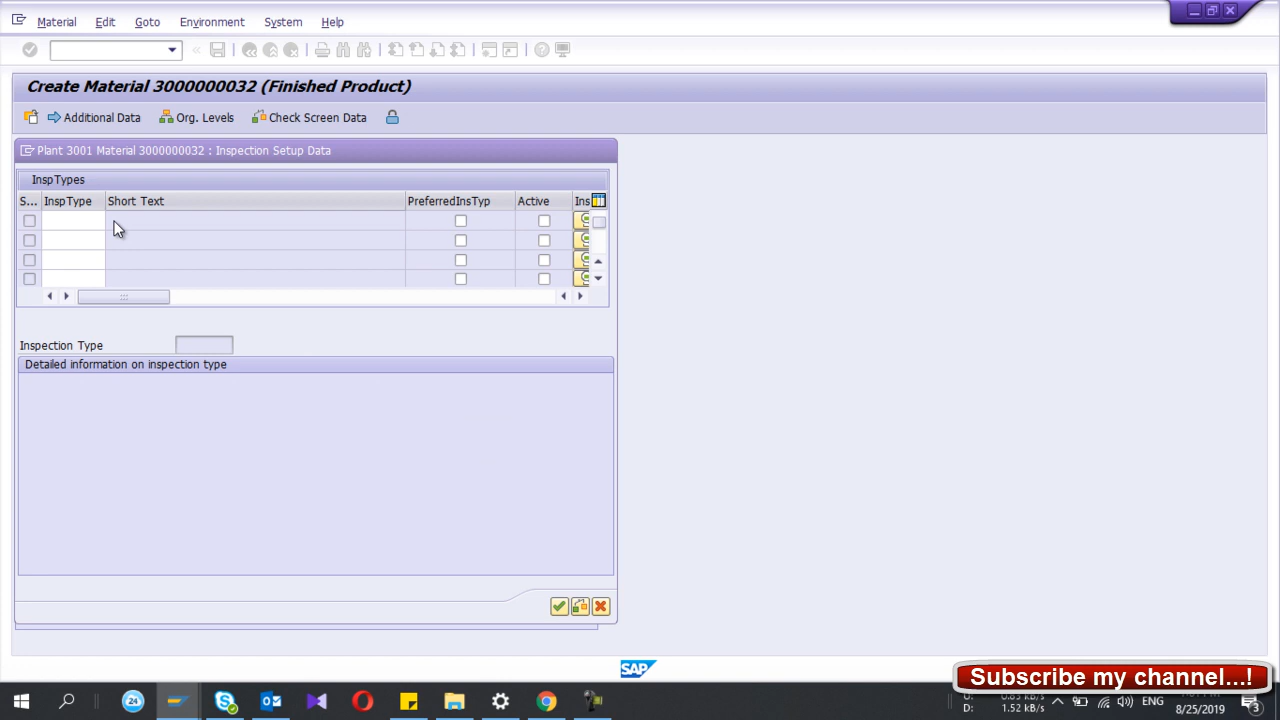 Material Edit Goto Environment System Help
Create Material 3000000032 (Finished Product)
Additional Data Org. Levels Check Screen Data
Plant 3001 Material 3000000032 : Inspection Setup Data
InspTypes
S... InspType Short Text PreferredInsTyp Active Ins
Inspection Type
Detailed information on inspection type
SAP
Subscribe my channel...!
24
D: 1.52 kB/s ENG 8/25/2019 3